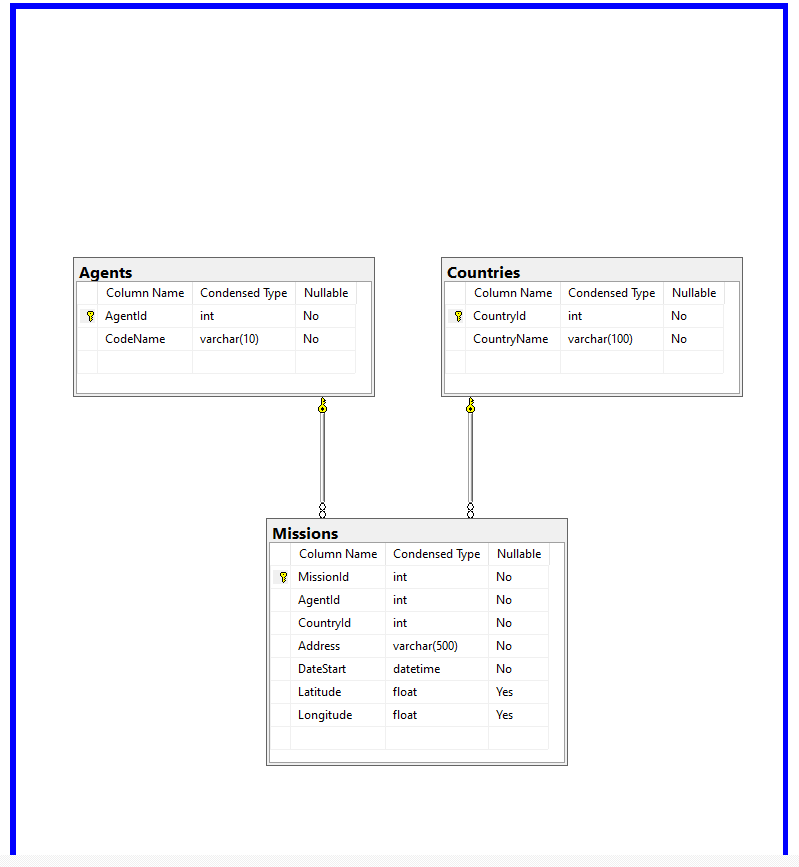 Agents
Column Name Condensed Type Nullable
AgentId int No
CodeName varchar(10) No
Countries
Column Name Condensed Type Nullable
CountryId int No
CountryName varchar(100) No
Missions
Column Name Condensed Type Nullable
MissionId int No
AgentId int No
CountryId int No
Address varchar(500) No
DateStart datetime No
Latitude float Yes
Longitude float Yes